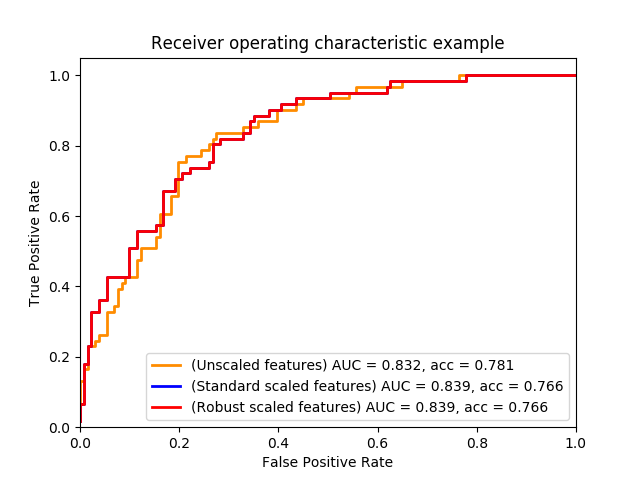 Receiver operating characteristic example
1.0
0.8
0.6
0.4
0.2
0.0
True Positive Rate
(Unscaled features) AUC = 0.832, acc = 0.781
(Standard scaled features) AUC = 0.839, acc = 0.766
(Robust scaled features) AUC = 0.839, acc = 0.766
0.0 0.2 0.4 0.6 0.8 1.0
False Positive Rate